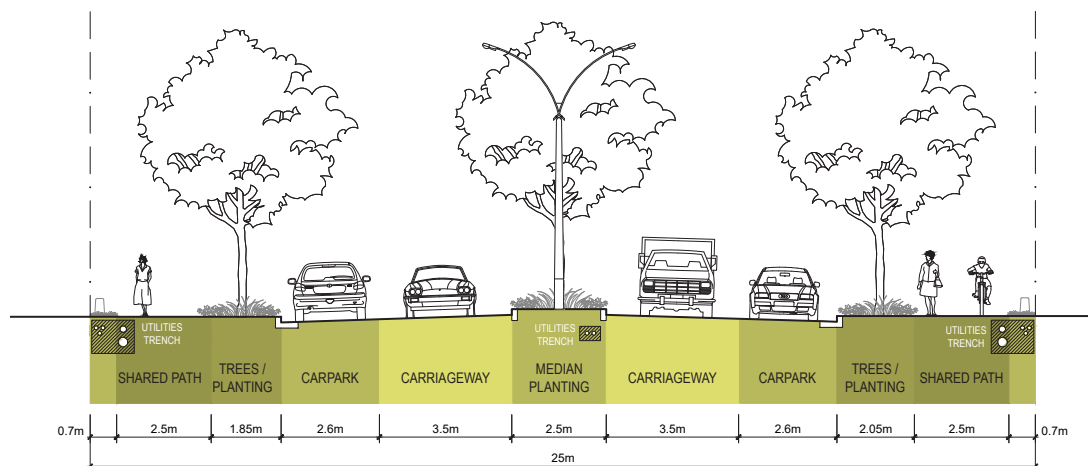 UTILITIES
TRENCH
UTILITIES
TRENCH
UTILITIES
TRENCH
SHARED PATH
TREES /
PLANTING
CARPARK
CARRIAGEWAY
MEDIAN
PLANTING
CARRIAGEWAY
CARPARK
TREES /
PLANTING
SHARED PATH
0.7m
2.5m
1.85m
2.6m
3.5m
2.5m
3.5m
2.6m
2.05m
2.5m
0.7m
25m